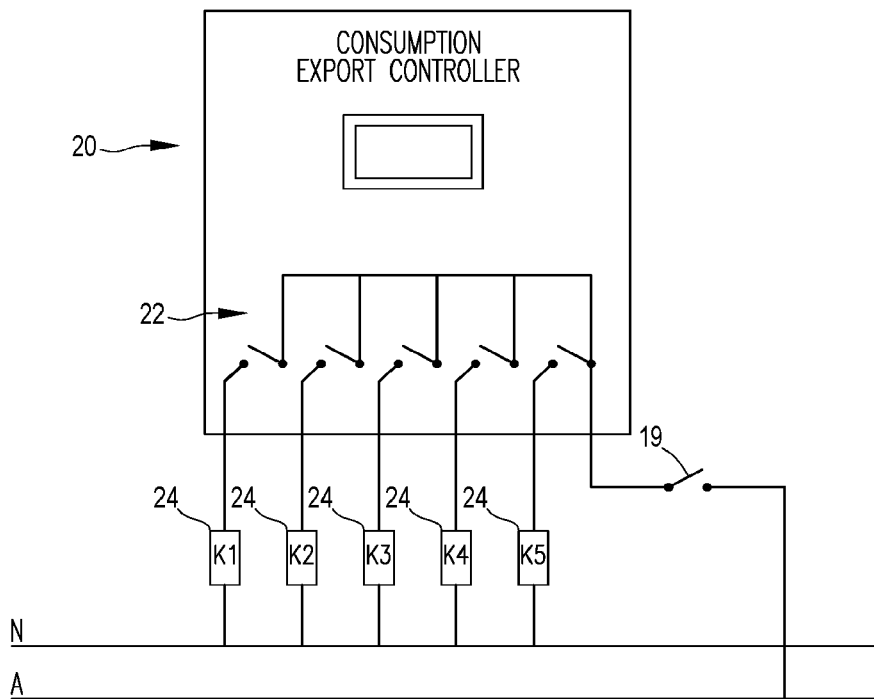 CONSUMPTION
EXPORT CONTROLLER
20
22
19
24 24 24 24 24
K1 K2 K3 K4 K5
N
A